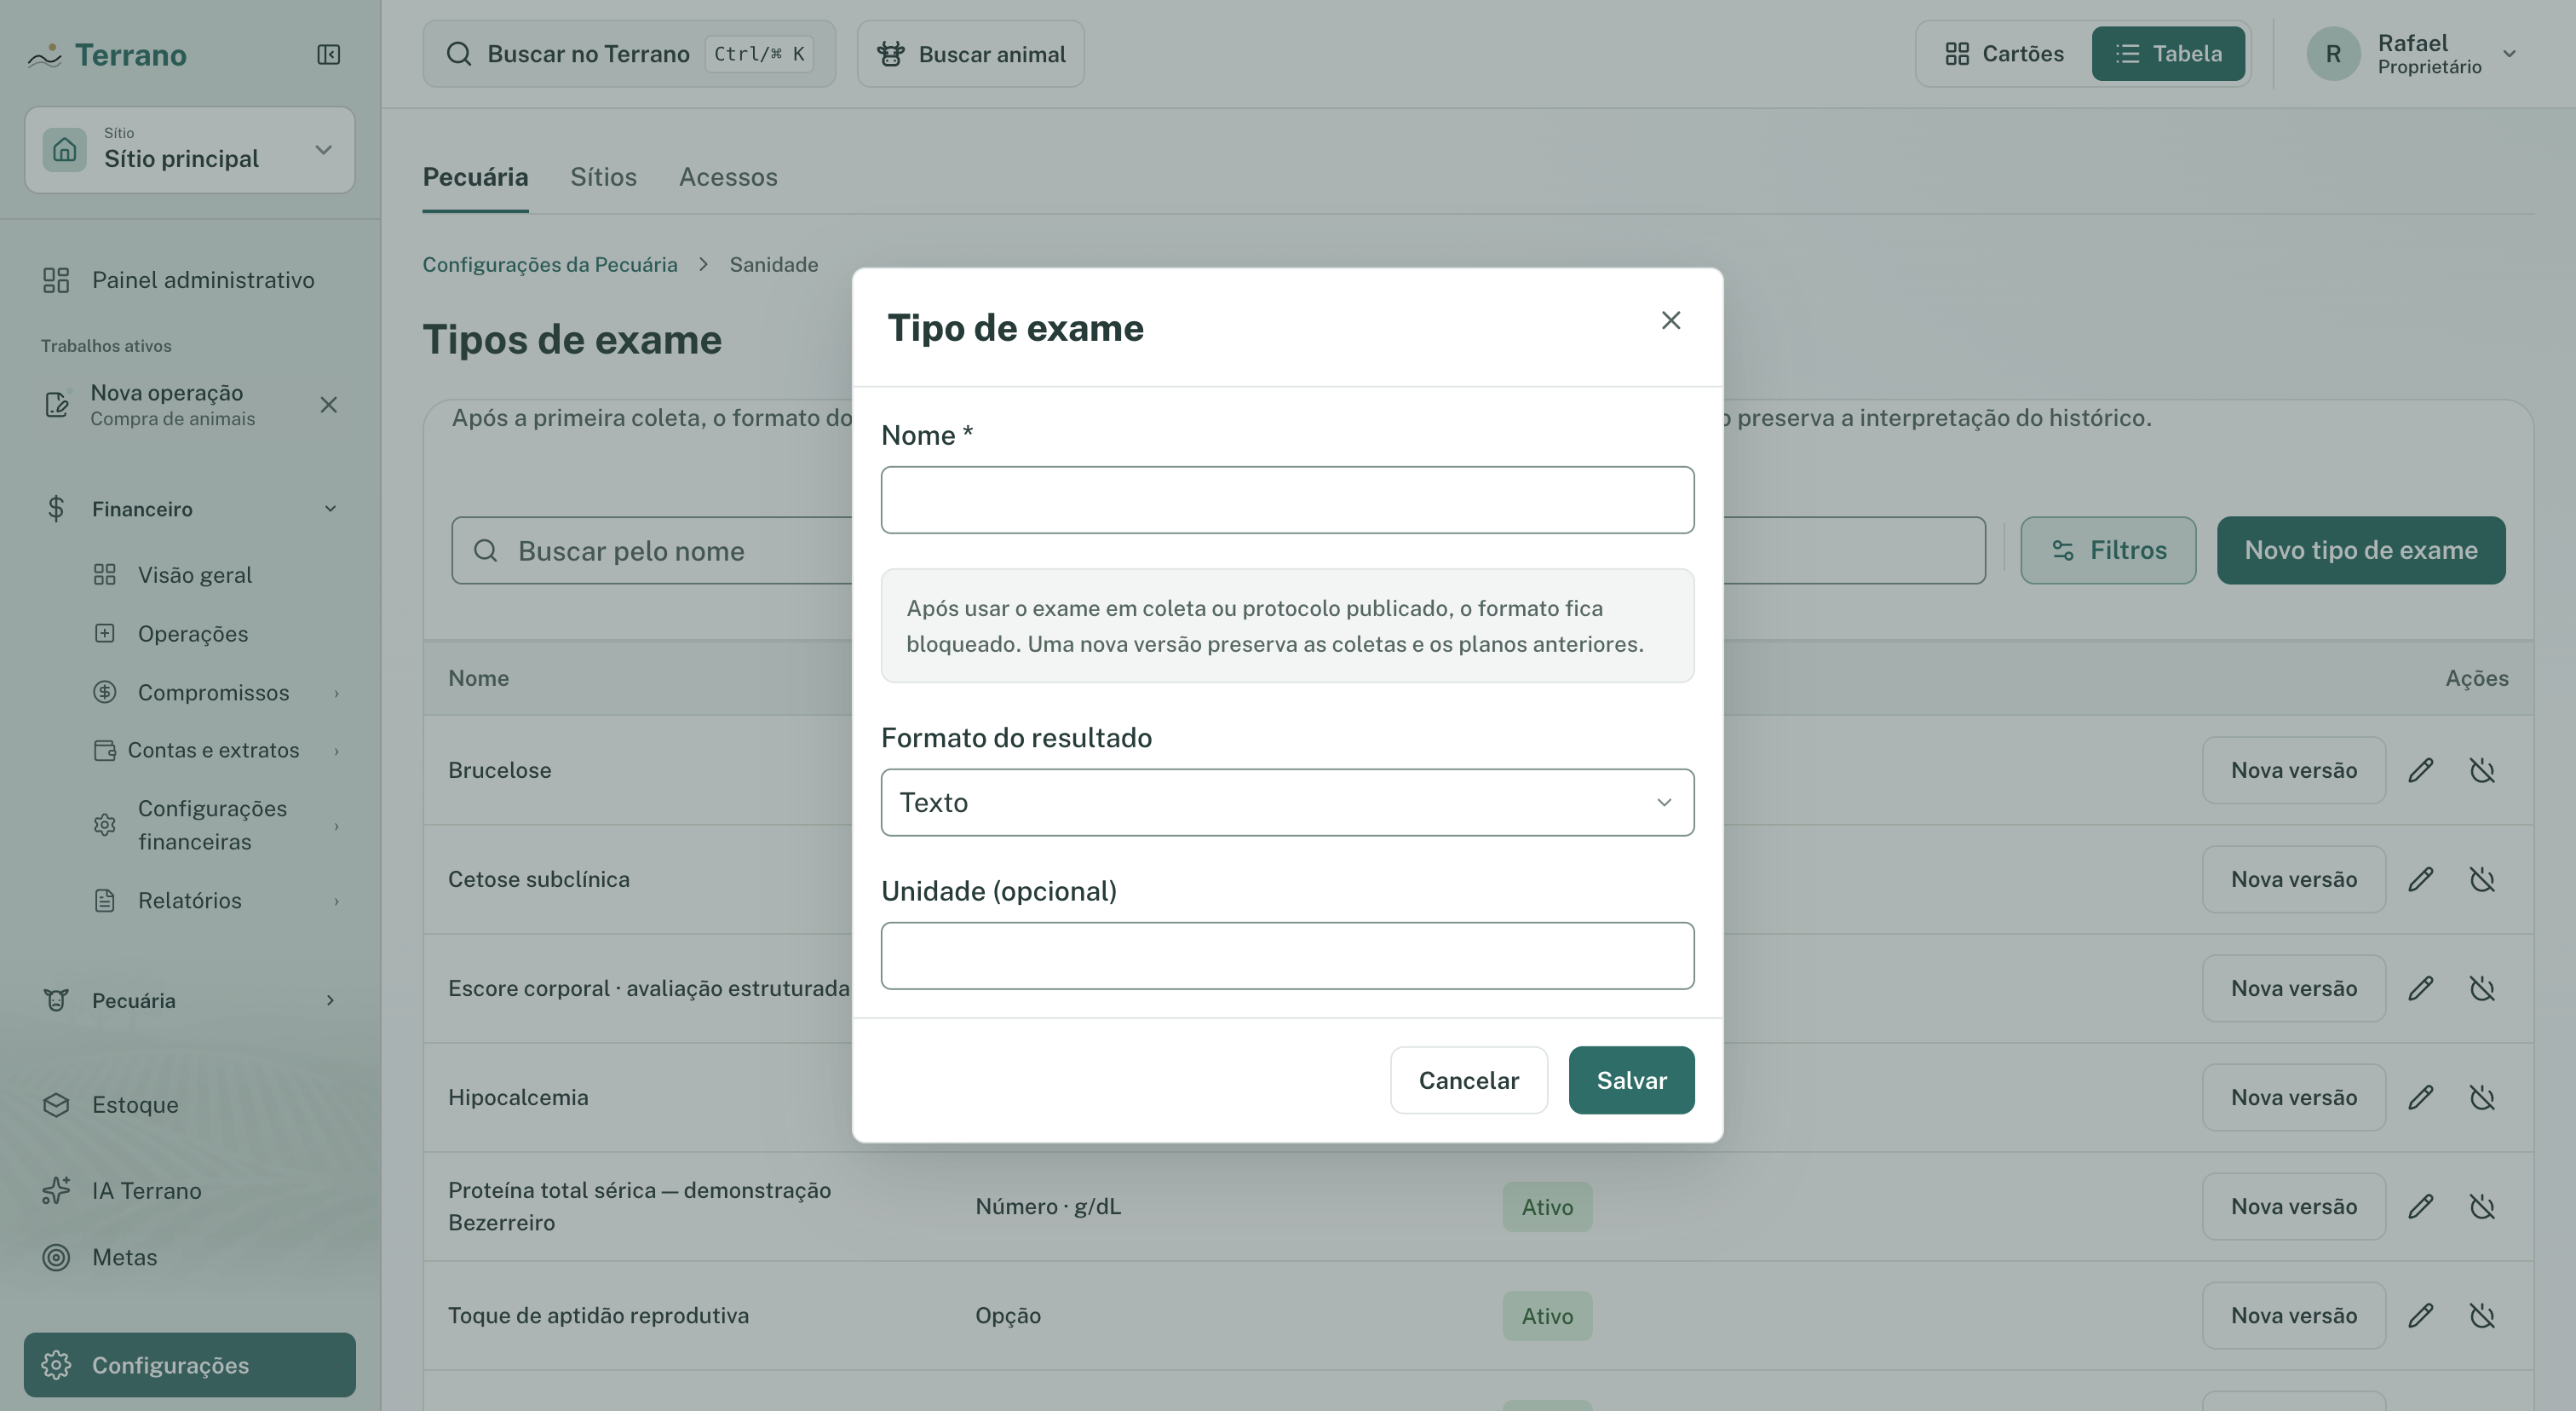 Terrano
Sítio
Sítio principal
Painel administrativo
Trabalhos ativos
Nova operação
Compra de animais
Financeiro
Visão geral
Operações
Compromissos
Contas e extratos
Configurações
financeiras
Relatórios
Pecuária
Estoque
IA Terrano
Metas
Configurações
Buscar no Terrano Ctrl/⌘ K
Buscar animal
Cartões
Tabela
R
Rafael
Proprietário
Pecuária Sítios Acessos
Configurações da Pecuária > Sanidade
Tipos de exame
Após a primeira coleta, o formato do
preserva a interpretação do histórico.
Buscar pelo nome
Filtros
Novo tipo de exame
Nome Ações
Brucelose Nova versão
Cetose subclínica Nova versão
Escore corporal · avaliação estruturada Nova versão
Hipocalcemia Nova versão
Proteína total sérica — demonstração
Bezerreiro
Número · g/dL Ativo Nova versão
Toque de aptidão reprodutiva Opção Ativo Nova versão
Tipo de exame
Nome *
Após usar o exame em coleta ou protocolo publicado, o formato fica
bloqueado. Uma nova versão preserva as coletas e os planos anteriores.
Formato do resultado
Texto
Unidade (opcional)
Cancelar
Salvar